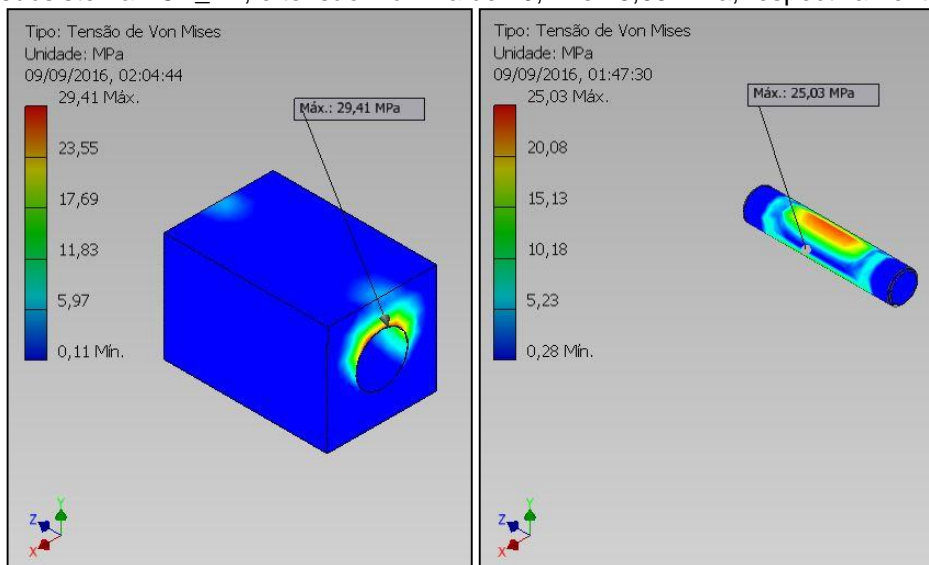 Tipo: Tensão de Von Mises
Unidade: MPa
09/09/2016, 02:04:44
29,41 Máx.
Máx.: 29,41 MPa
23,55
17,69
11,83
5,97
0,11 Mín.
Y
Z
X
Tipo: Tensão de Von Mises
Unidade: MPa
09/09/2016, 01:47:30
25,03 Máx.
Máx.: 25,03 MPa
20,08
15,13
10,18
5,23
0,28 Mín.
Y
Z
X